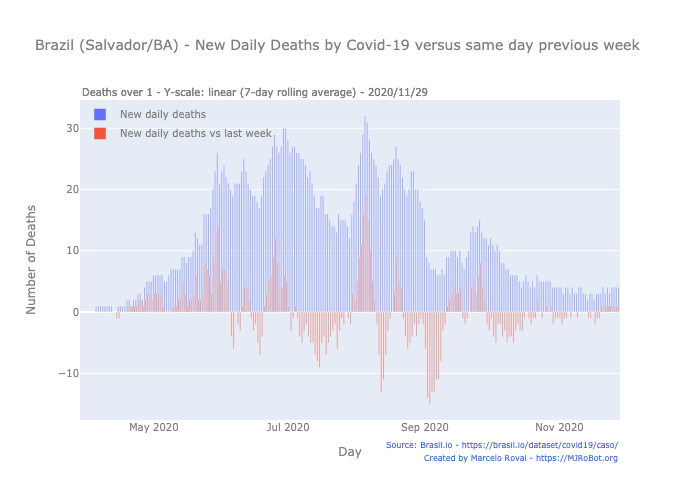 Brazil (Salvador/BA) - New Daily Deaths by Covid-19 versus same day previous week
Deaths over 1 - Y-scale: linear (7-day rolling average) - 2020/11/29
New daily deaths
New daily deaths vs last week
30
20
10
0
−10
Number of Deaths
May 2020
Jul 2020
Sep 2020
Nov 2020
Day
Source: Brasil.io - https://brasil.io/dataset/covid19/caso/
Created by Marcelo Rovai - https://MJRoBot.org